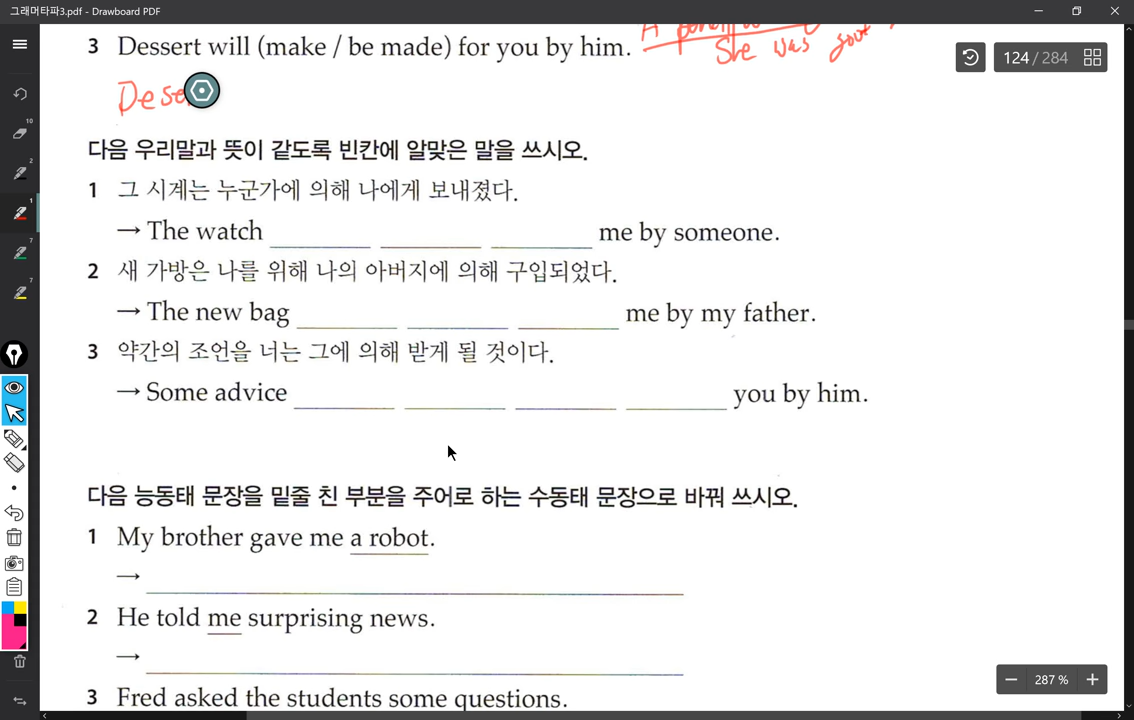 그래머타파3.pdf - Drawboard PDF
3 Dessert will (make / be made) for you by him.
She was
124 / 284
10
다음 우리말과 뜻이 같도록 빈칸에 알맞은 말을 쓰시오.
2
1 그 시계는 누군가에 의해 나에게 보내졌다.
1
→ The watch me by someone.
7
2 새 가방은 나를 위해 나의 아버지에 의해 구입되었다.
7
→ The new bag me by my father.
3 약간의 조언을 너는 그에 의해 받게 될 것이다.
→ Some advice you by him.
다음 능동태 문장을 밑줄 친 부분을 주어로 하는 수동태 문장으로 바꿔 쓰시오.
1 My brother gave me a robot.
→
2 He told me surprising news.
→
287 %
3 Fred asked the students some questions.